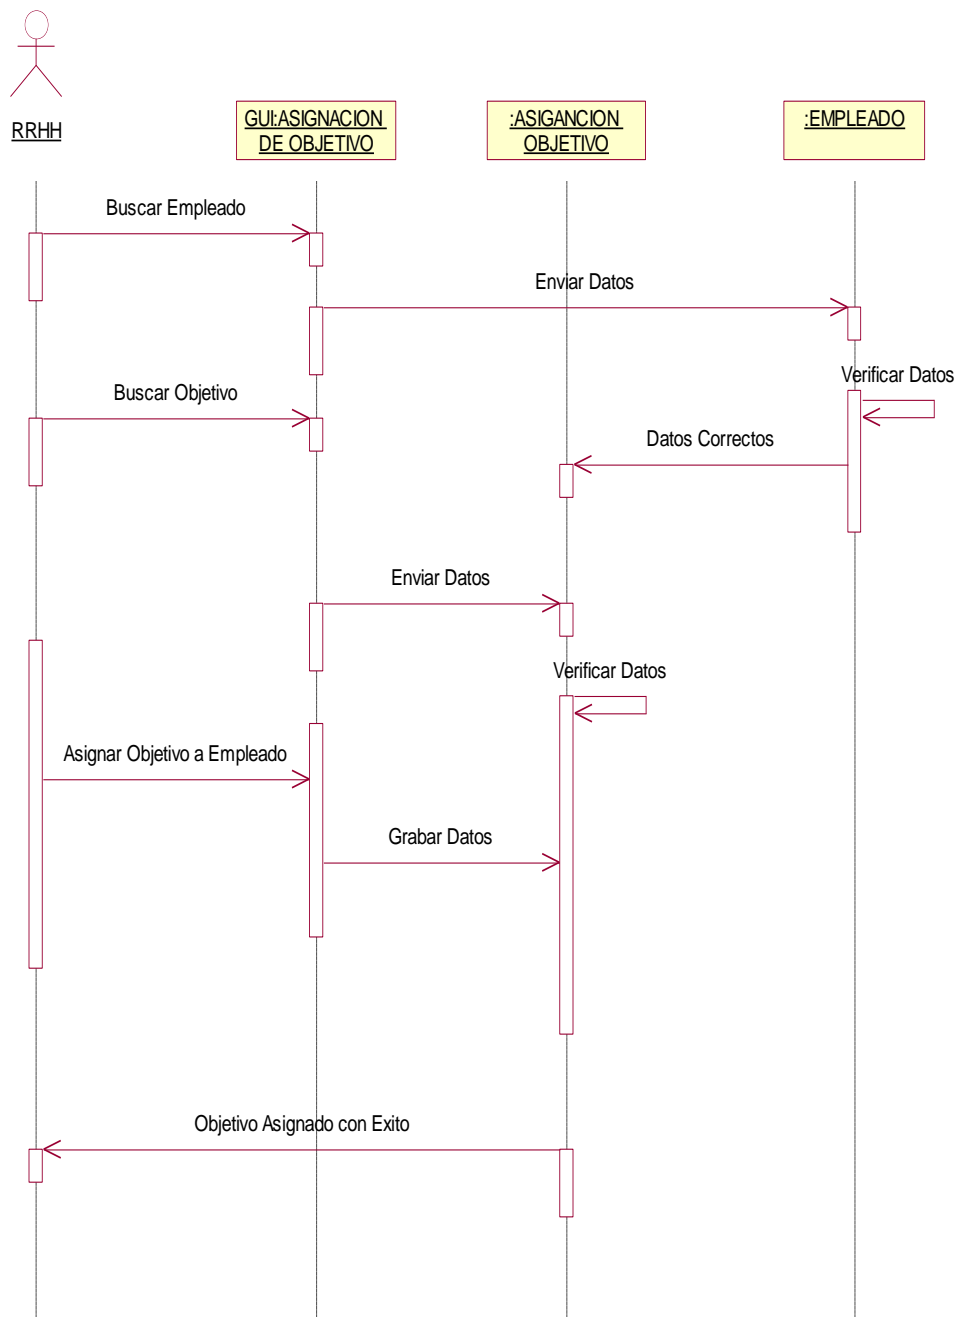 RRHH
GUI:ASIGNACION
DE OBJETIVO
:ASIGANCION
OBJETIVO
:EMPLEADO
Buscar Empleado
Enviar Datos
Verificar Datos
Buscar Objetivo
Datos Correctos
Enviar Datos
Verificar Datos
Asignar Objetivo a Empleado
Grabar Datos
Objetivo Asignado con Exito